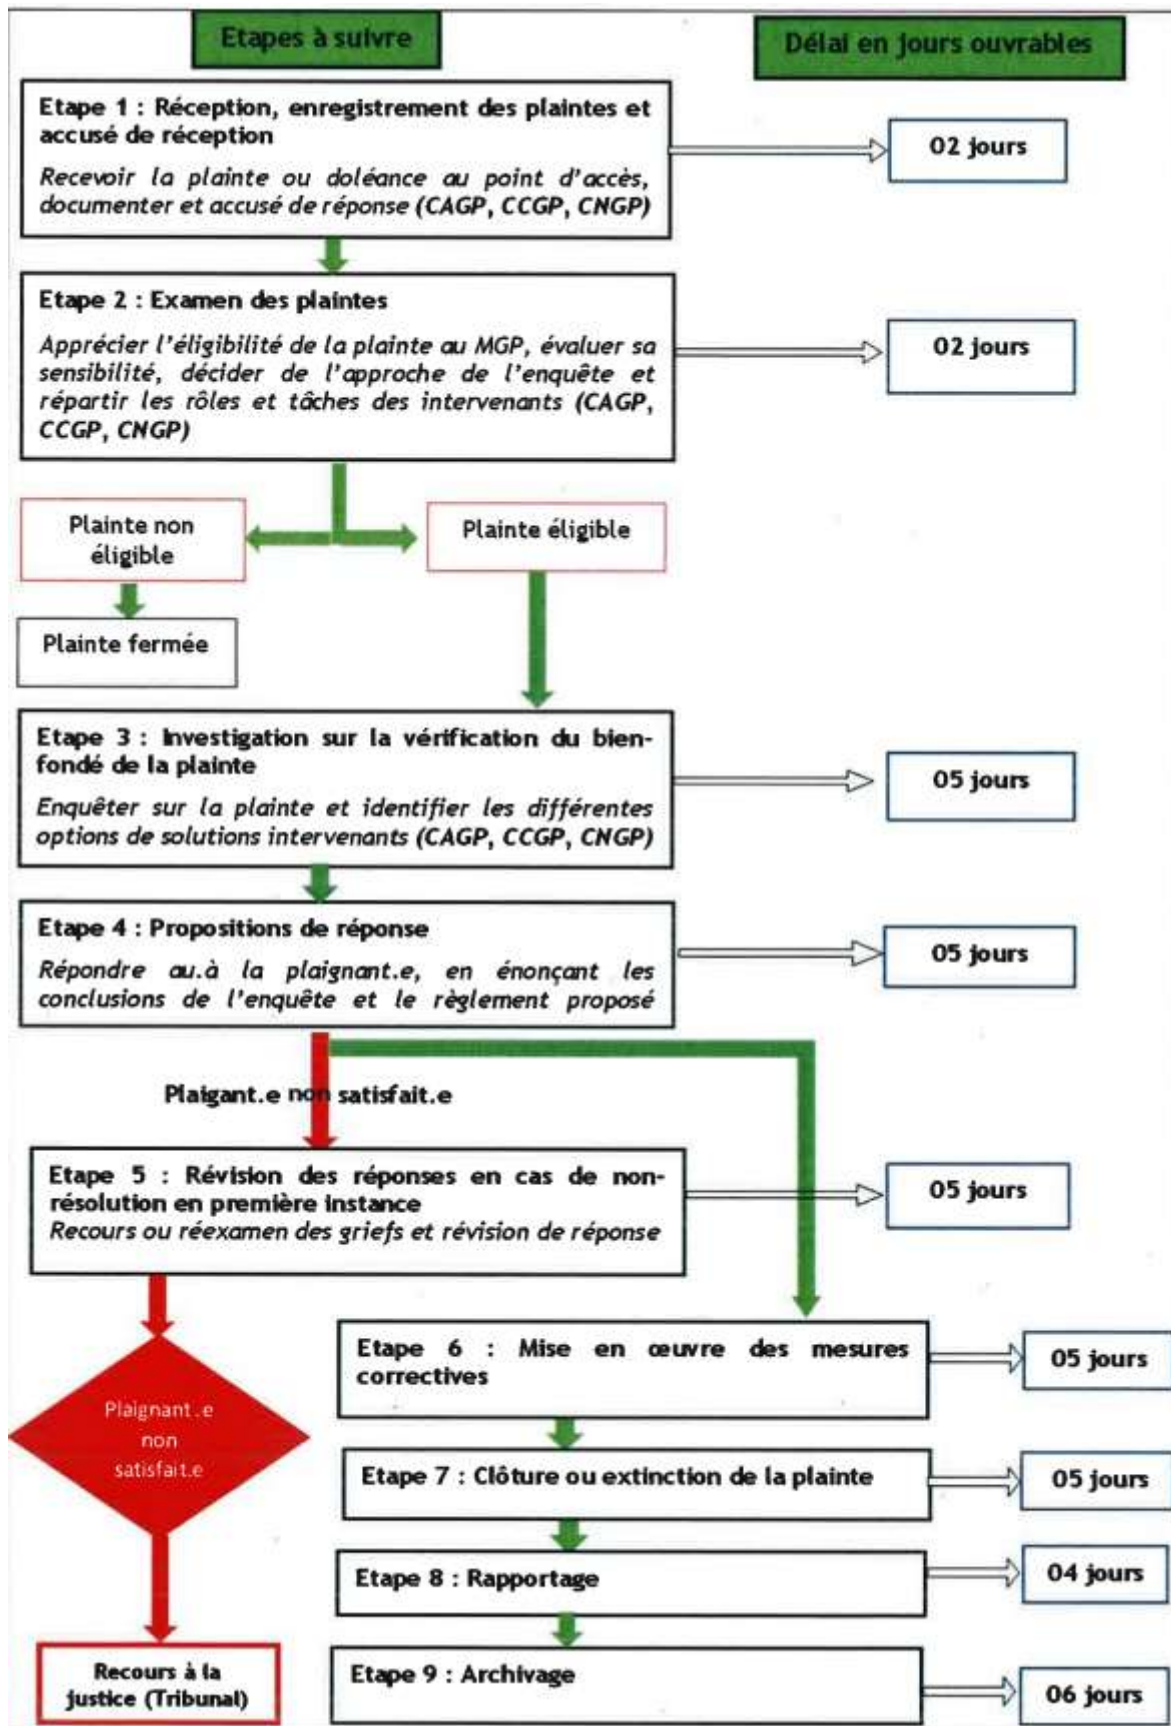 Etapes à suivre
Délai en jours ouvrables
Etape 1 : Réception, enregistrement des plaintes et
accusé de réception
Recevoir la plainte ou doléance au point d'accès,
documenter et accusé de réponse (CAGP, CCGP, CNGP)
02 jours
Etape 2 : Examen des plaintes
Apprécier l'éligibilité de la plainte au MGP, évaluer sa
sensibilité, décider de l'approche de l'enquête et
répartir les rôles et tâches des intervenants (CAGP,
CCGP, CNGP)
02 jours
Plainte non
éligible
Plainte éligible
Plainte fermée
Etape 3 : Investigation sur la vérification du bien-
fondé de la plainte
Enquêter sur la plainte et identifier les différentes
options de solutions intervenants (CAGP, CCGP, CNGP)
05 jours
Etape 4 : Propositions de réponse
Répondre au.à la plaignant.e, en énonçant les
conclusions de l'enquête et le règlement proposé
05 jours
Plaigant.e non satisfait.e
Etape 5 : Révision des réponses en cas de non-
résolution en première instance
Recours ou réexamen des griefs et révision de réponse
05 jours
Etape 6 : Mise en œuvre des mesures
correctives
05 jours
Plaignant.e
non
satisfait.e
Etape 7 : Clôture ou extinction de la plainte
05 jours
Etape 8 : Rapportage
04 jours
Recours à la
justice (Tribunal)
Etape 9 : Archivage
06 jours